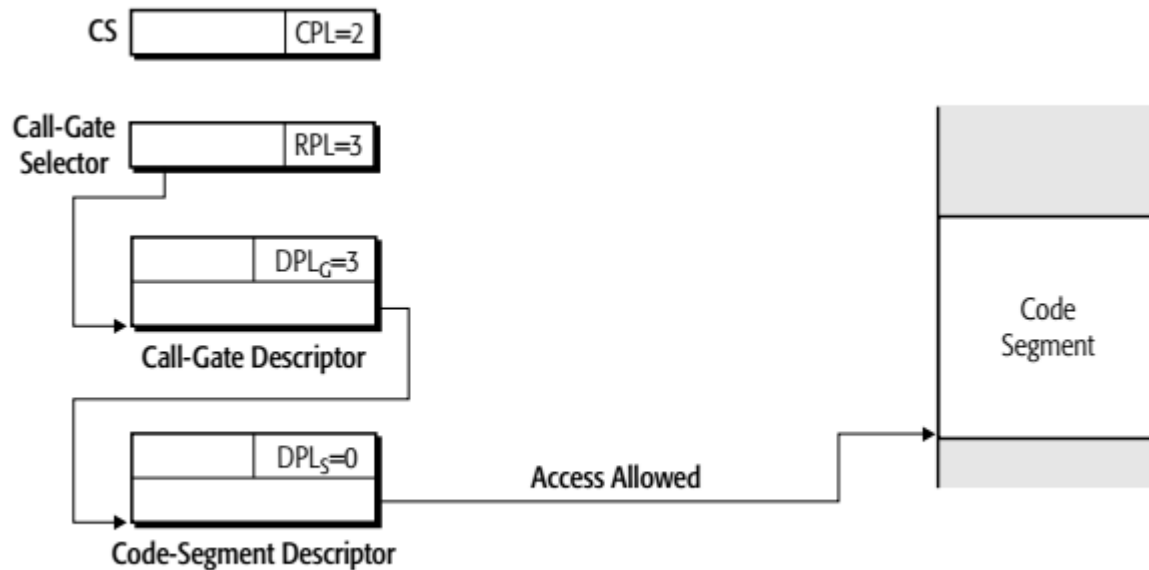 CS
CPL=2
Call-Gate
Selector
RPL=3
DPLG=3
Call-Gate Descriptor
Code
Segment
DPLS=0
Access Allowed
Code-Segment Descriptor